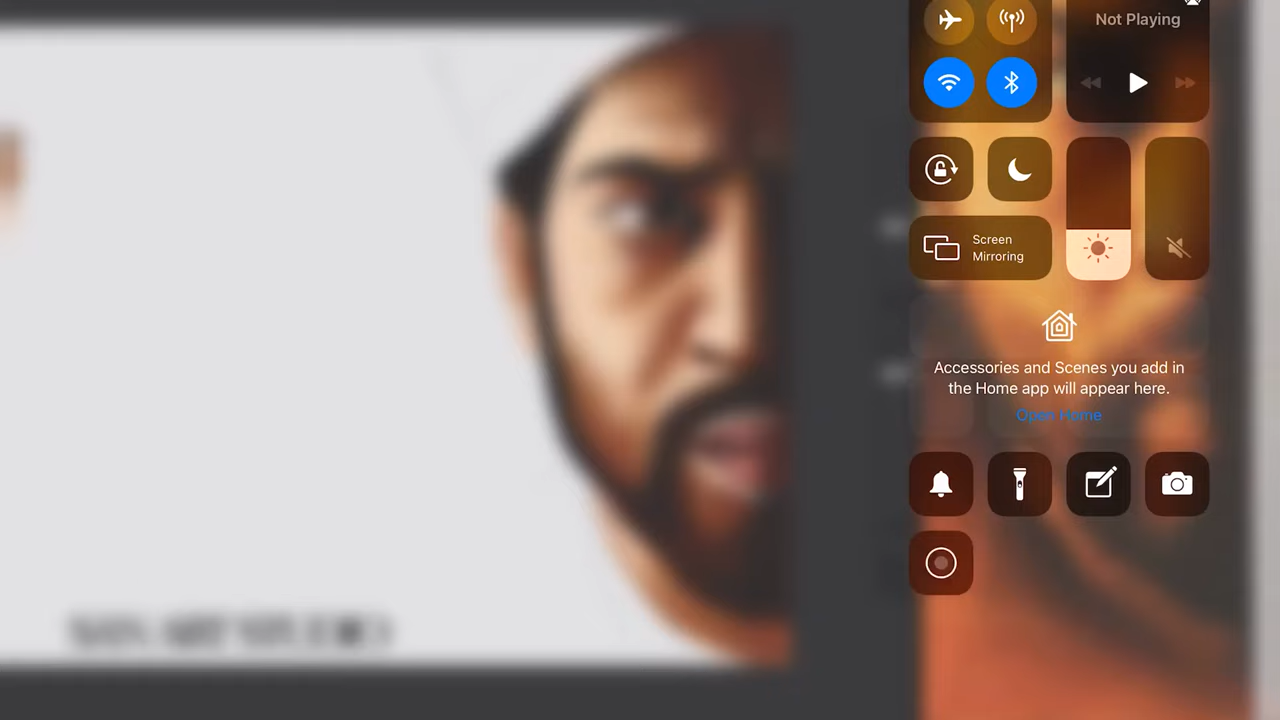 Not Playing
Screen
Mirroring
Accessories and Scenes you add in
the Home app will appear here.
Open Home